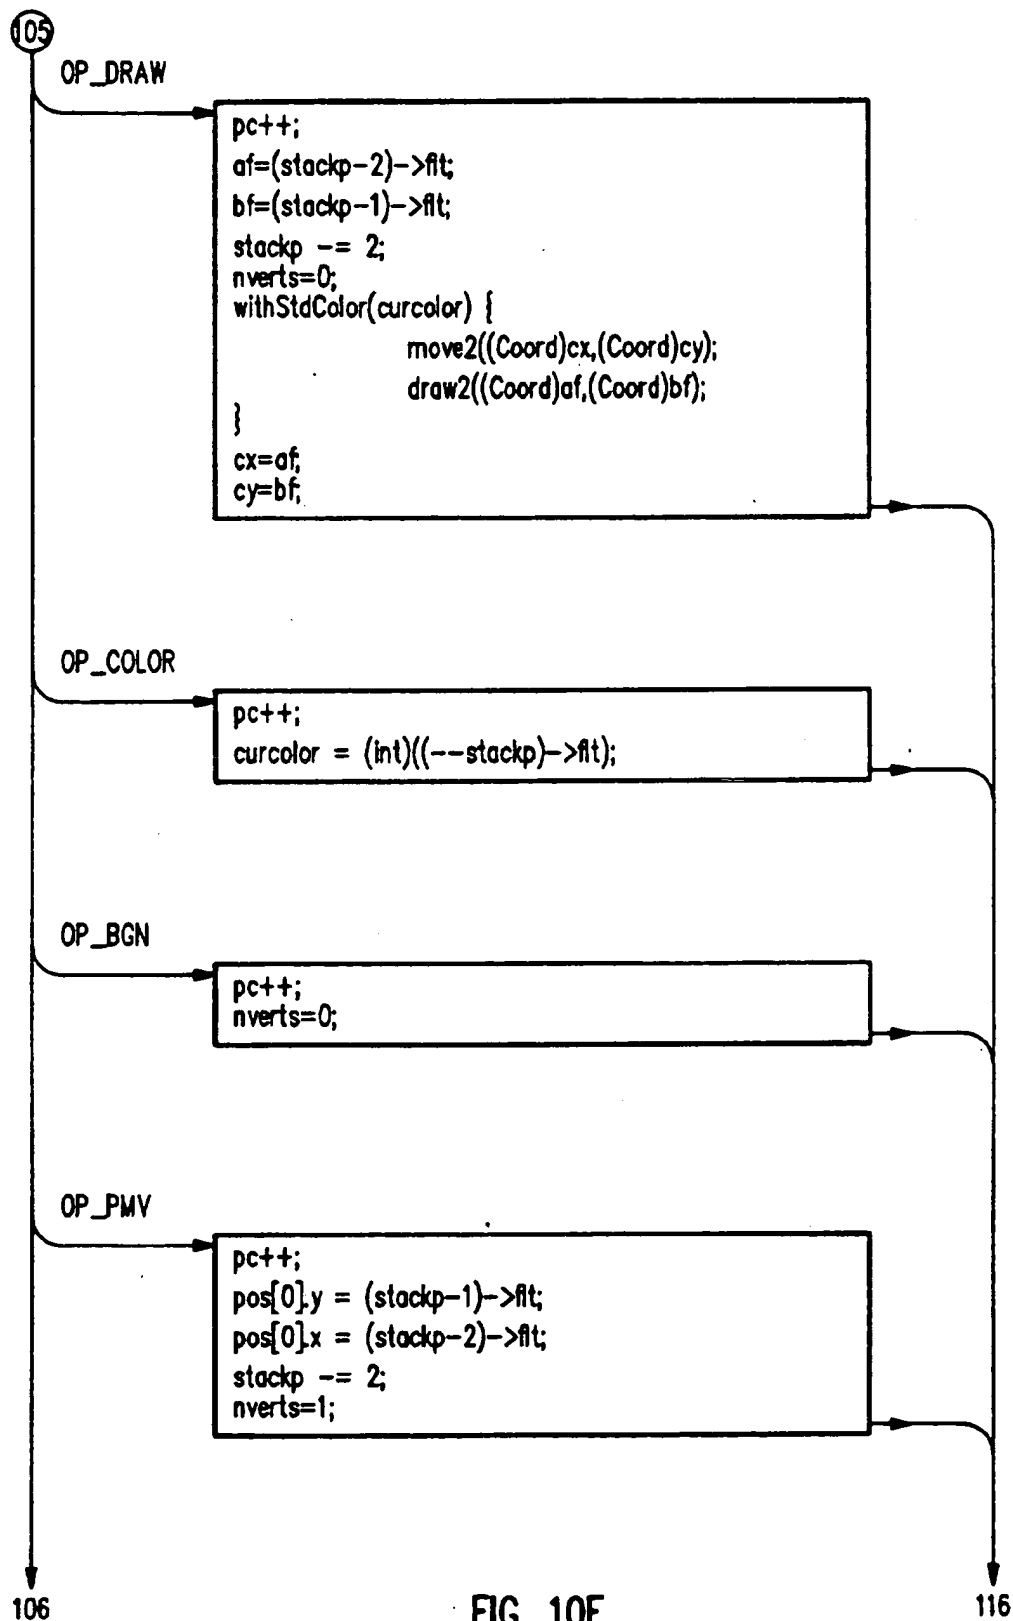 105
OP_DRAW
pc++;
af=(stackp-2)->flt;
bf=(stackp-1)->flt;
stackp -= 2;
nverts=0;
withStdColor(curcolor) {
move2((Coord)cx,(Coord)cy);
draw2((Coord)af,(Coord)bf);
}
cx=af;
cy=bf;
OP_COLOR
pc++;
curcolor = (int)((--stackp)->flt);
OP_BGN
pc++;
nverts=0;
OP_PMV
pc++;
pos[0].y = (stackp-1)->flt;
pos[0].x = (stackp-2)->flt;
stackp -= 2;
nverts=1;
106
116